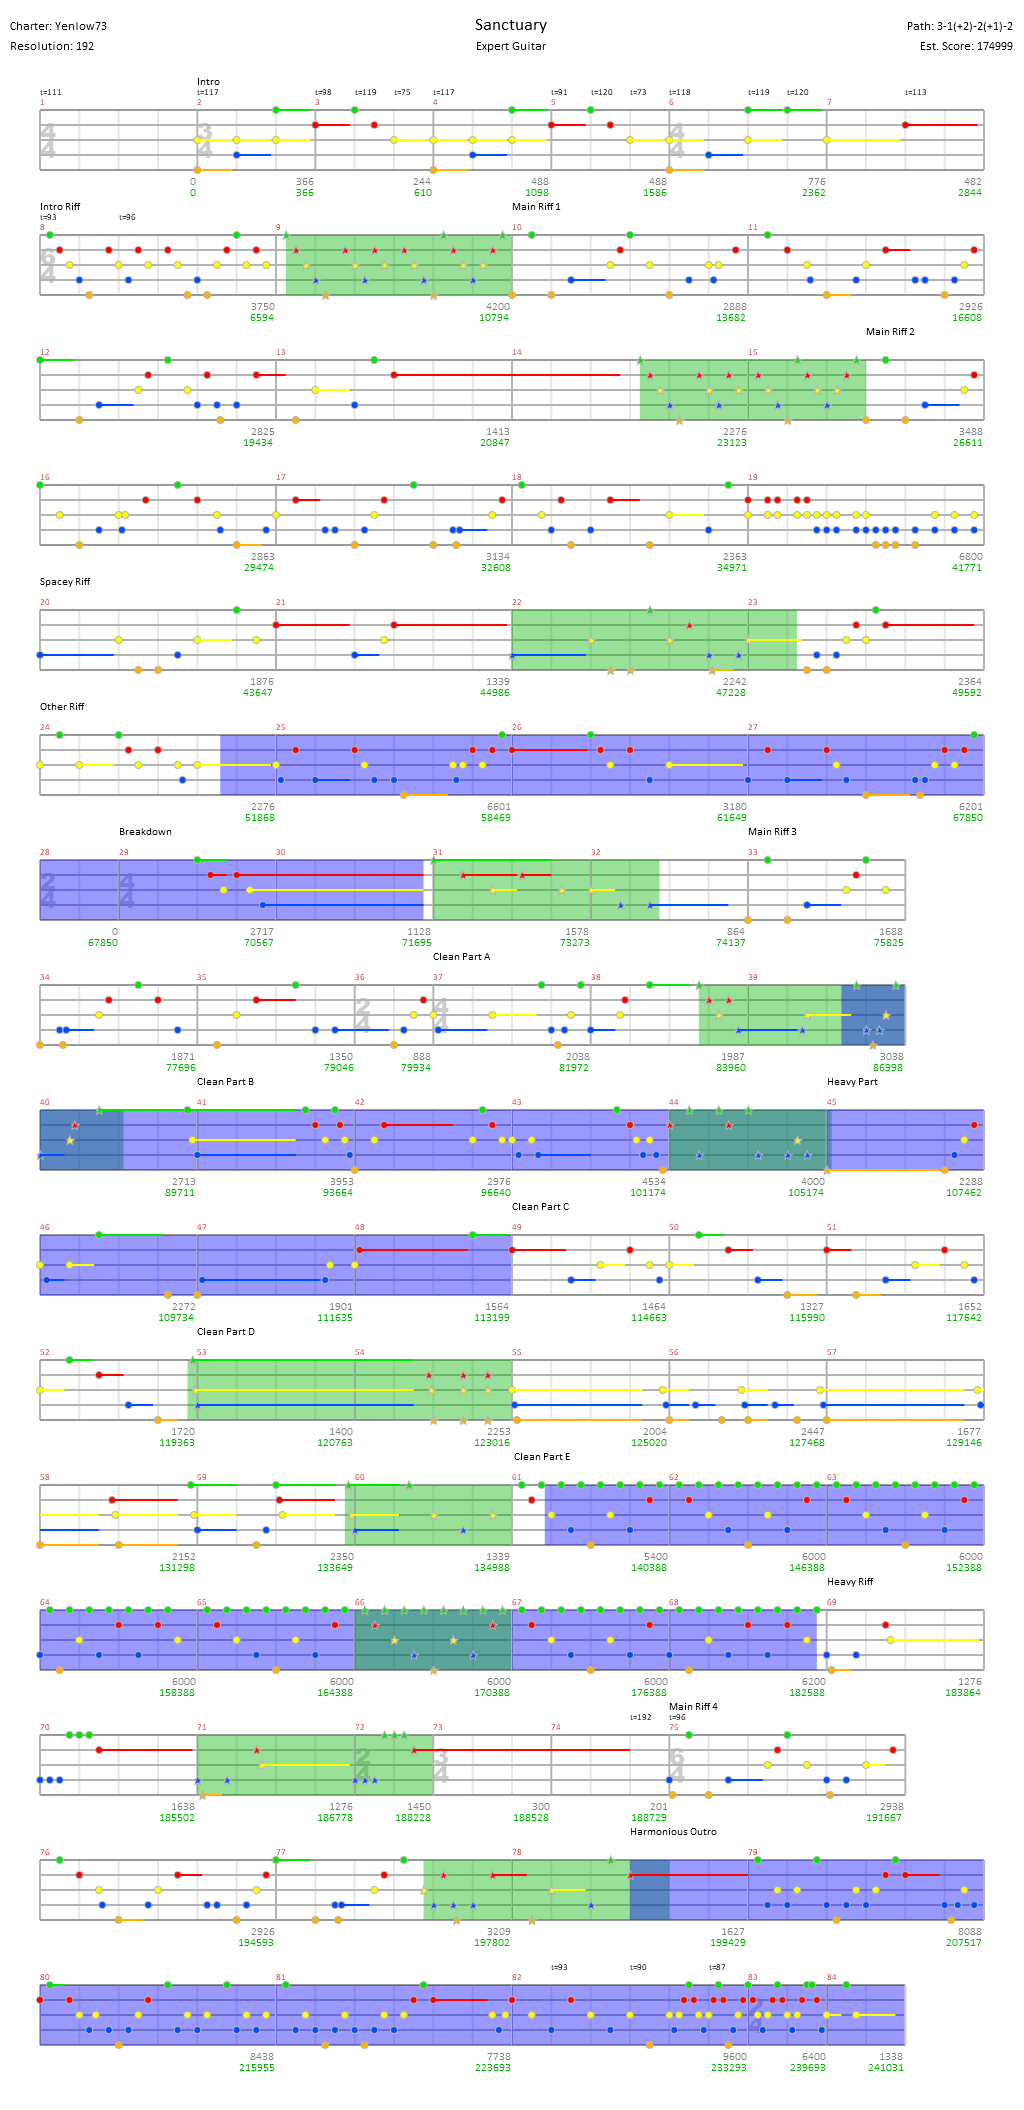 Charter: Yenlow73 Sanctuary Path: 3-1(+2)-2(+1)-2
Resolution: 192 Expert Guitar Est. Score: 174999
Intro
t=111 t=117 t=98 t=119 t=75 t=117 t=91 t=120 t=73 t=118 t=119 t=120 t=113
1 2 3 4 5 6 7
4 4 3 4 4 4
0 366 244 488 488 776 482
0 366 610 1098 1586 2362 2844
Intro Riff Main Riff 1
t=93 t=96
8 9 10 11
6 4
3750 4200 2888 2926
6594 10794 13682 16608
Main Riff 2
12 13 14 15
2825 1413 2276 3488
19434 20847 23123 26611
16 17 18 19
2863 3134 2363 6800
29474 32608 34971 41771
Spacey Riff
20 21 22 23
1876 1339 2242 2364
43647 44986 47228 49592
Other Riff
24 25 26 27
2276 6601 3180 6201
51868 58469 61649 67850
Breakdown Main Riff 3
28 29 30 31 32 33
2 4 4 4
0 2717 1128 1578 864 1688
67850 70567 71695 73273 74137 75825
Clean Part A
34 35 36 37 38 39
2 4 4 4
1871 1350 888 2038 1987 3038
77696 79046 79934 81972 83960 86998
Clean Part B Heavy Part
40 41 42 43 44 45
2713 3953 2976 4534 4000 2288
89711 93664 96640 101174 105174 107462
Clean Part C
46 47 48 49 50 51
2272 1901 1564 1464 1327 1652
109734 111635 113199 114663 115990 117642
Clean Part D
52 53 54 55 56 57
1720 1400 2253 2004 2447 1677
119363 120763 123016 125020 127468 129146
Clean Part E
58 59 60 61 62 63
2152 2350 1339 5400 6000 6000
131298 133649 134988 140388 146388 152388
Heavy Riff
64 65 66 67 68 69
6000 6000 6000 6000 6200 1276
158388 164388 170388 176388 182588 183864
Main Riff 4
t=192 t=96
70 71 72 73 74 75
2 4 3 4 6 4
1638 1276 1450 300 201 2938
185502 186778 188228 188528 188729 191667
Harmonious Outro
76 77 78 79
2926 3209 1627 8088
194593 197802 199429 207517
t=93 t=90 t=87
80 81 82 83 84
2 4
8438 7738 9600 6400 1338
215955 223693 233293 239693 241031